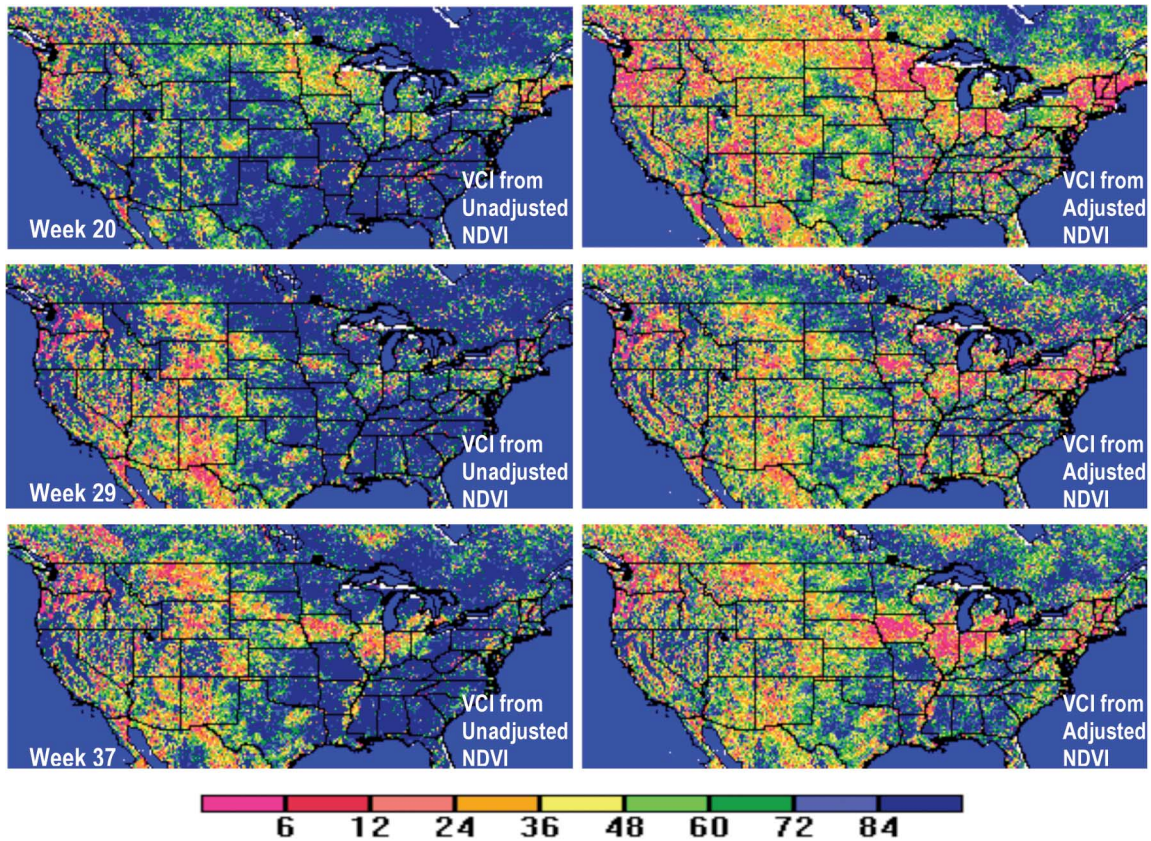 VCI from
Unadjusted
NDVI
Week 20
VCI from
Adjusted
NDVI
VCI from
Unadjusted
NDVI
Week 29
VCI from
Adjusted
NDVI
VCI from
Unadjusted
NDVI
Week 37
VCI from
Adjusted
NDVI
6 12 24 36 48 60 72 84